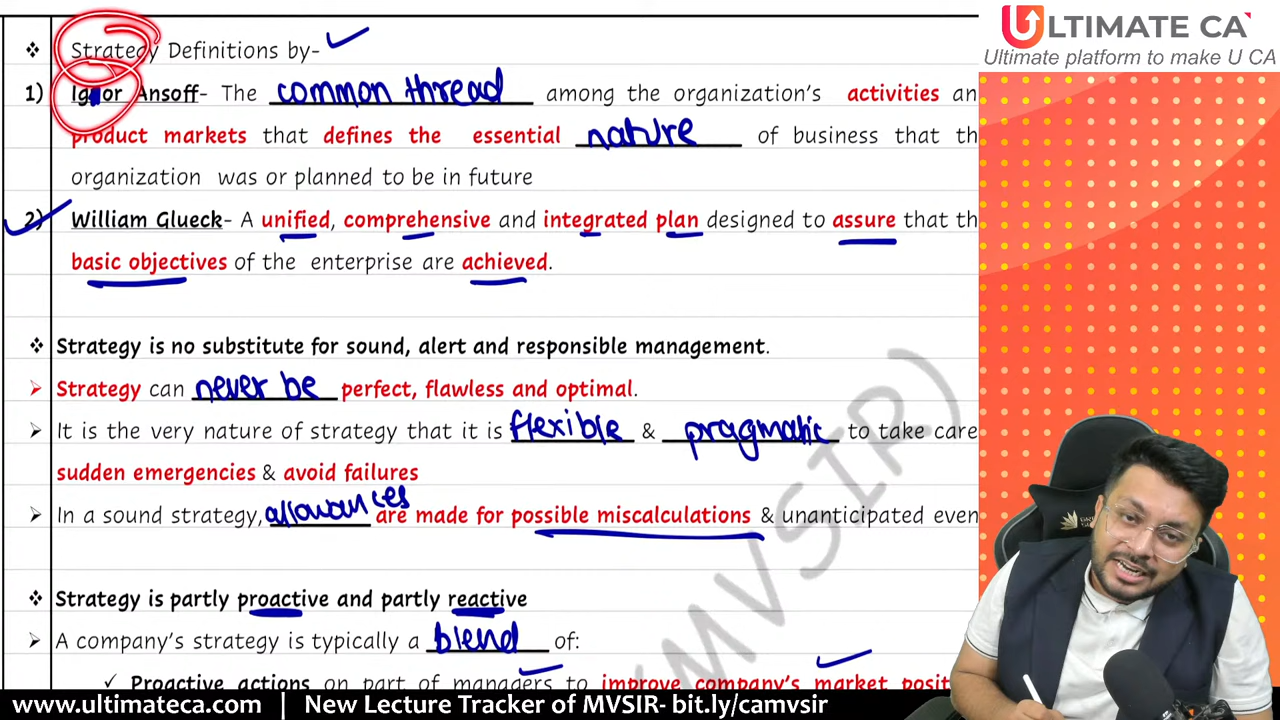 ULTIMATE CA
Ultimate platform to make U CA
❖ Strategy Definitions by-
1) Igor Ansoff- The common thread among the organization's activities an
product markets that defines the essential nature of business that th
organization was or planned to be in future
2) William Glueck- A unified, comprehensive and integrated plan designed to assure that th
basic objectives of the enterprise are achieved.
❖ Strategy is no substitute for sound, alert and responsible management.
➢ Strategy can never be perfect, flawless and optimal.
➢ It is the very nature of strategy that it is flexible & pragmatic to take care
sudden emergencies & avoid failures
➢ In a sound strategy, allowances are made for possible miscalculations & unanticipated even
❖ Strategy is partly proactive and partly reactive
➢ A company's strategy is typically a blend of:
✓ Proactive actions on part of managers to improve company's market posit
(MVSIR)
www.ultimateca.com | New Lecture Tracker of MVSIR- bit.ly/camvsir